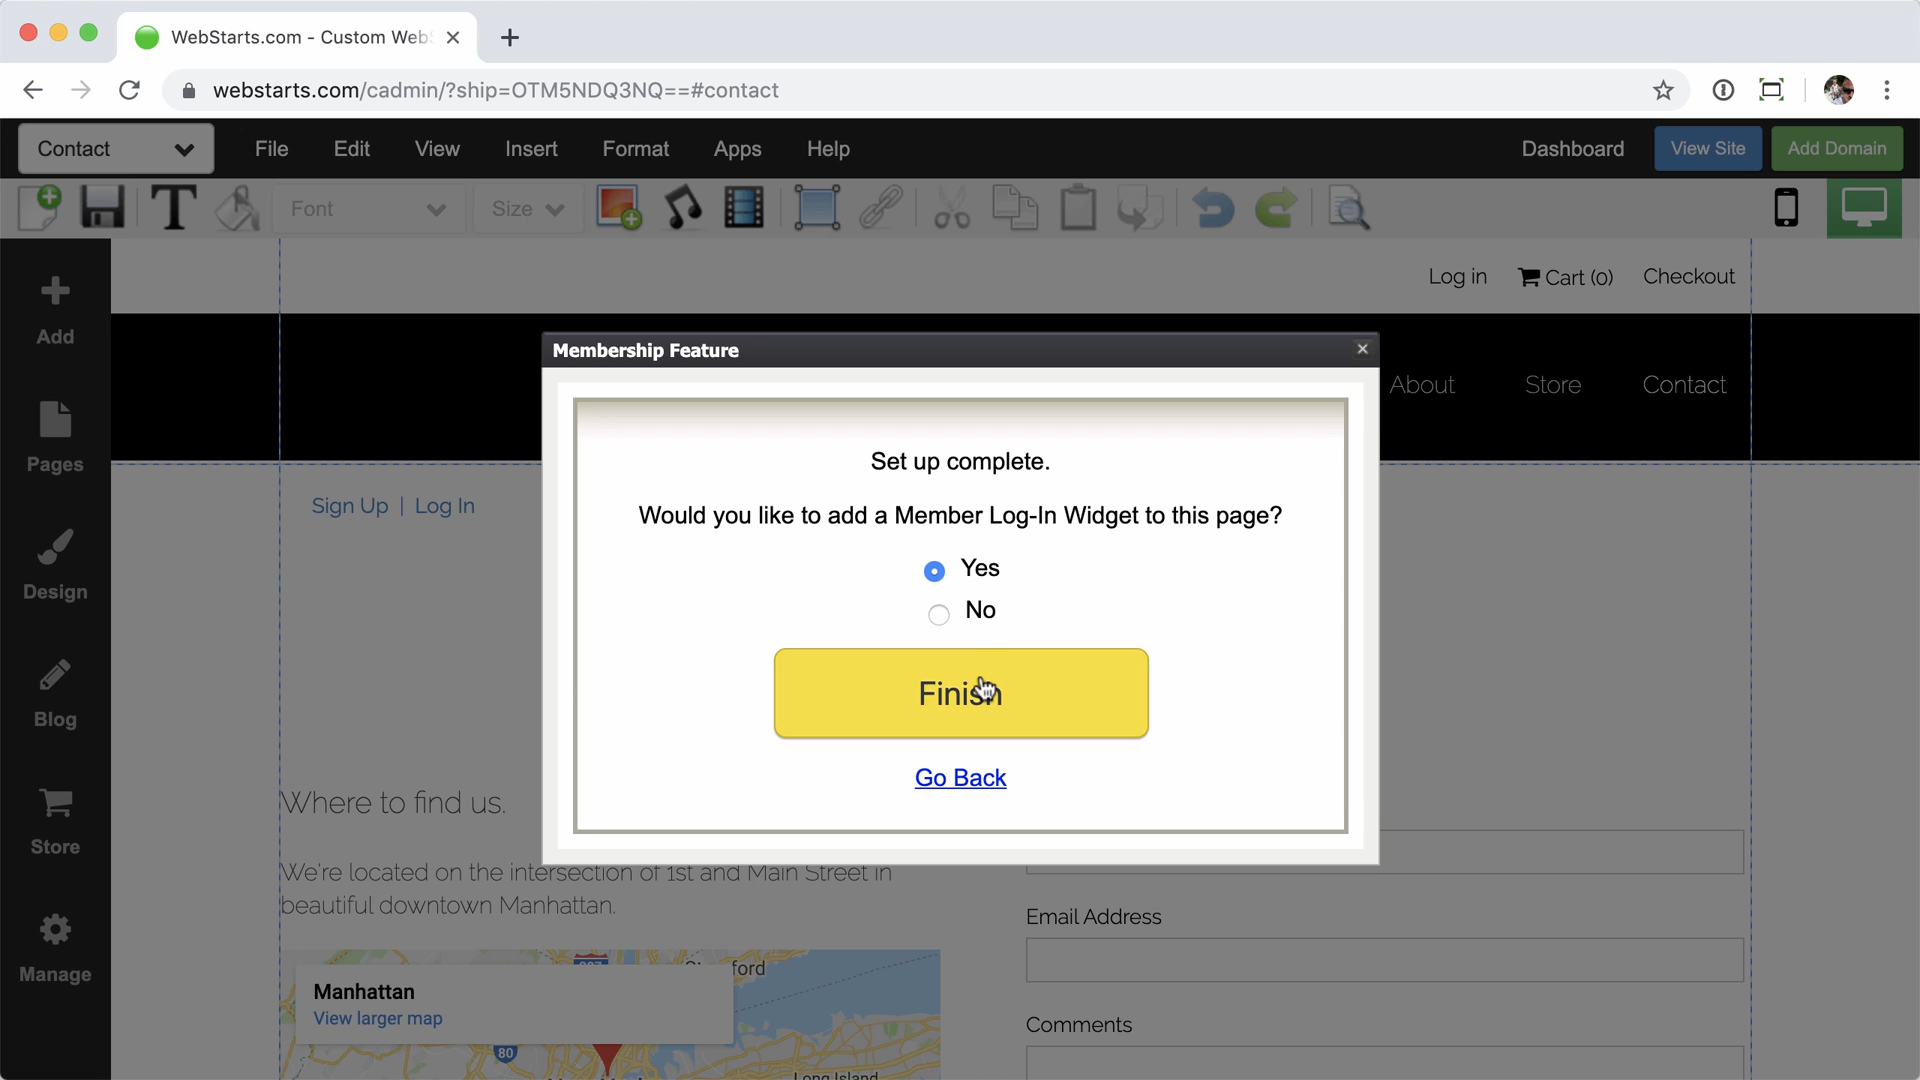 WebStarts.com - Custom Web
webstarts.com/cadmin/?ship=OTM5NDQ3NQ==#contact
Contact File Edit View Insert Format Apps Help Dashboard View Site Add Domain
T Font Size
Add
Pages
Design
Blog
Store
Manage
Log in Cart (0) Checkout
About Store Contact
Sign Up | Log In
Membership Feature
Set up complete.
Would you like to add a Member Log-In Widget to this page?
Yes
No
Finish
Go Back
Where to find us.
We're located on the intersection of 1st and Main Street in
beautiful downtown Manhattan.
Manhattan
View larger map
80
Long Island
Email Address
Comments